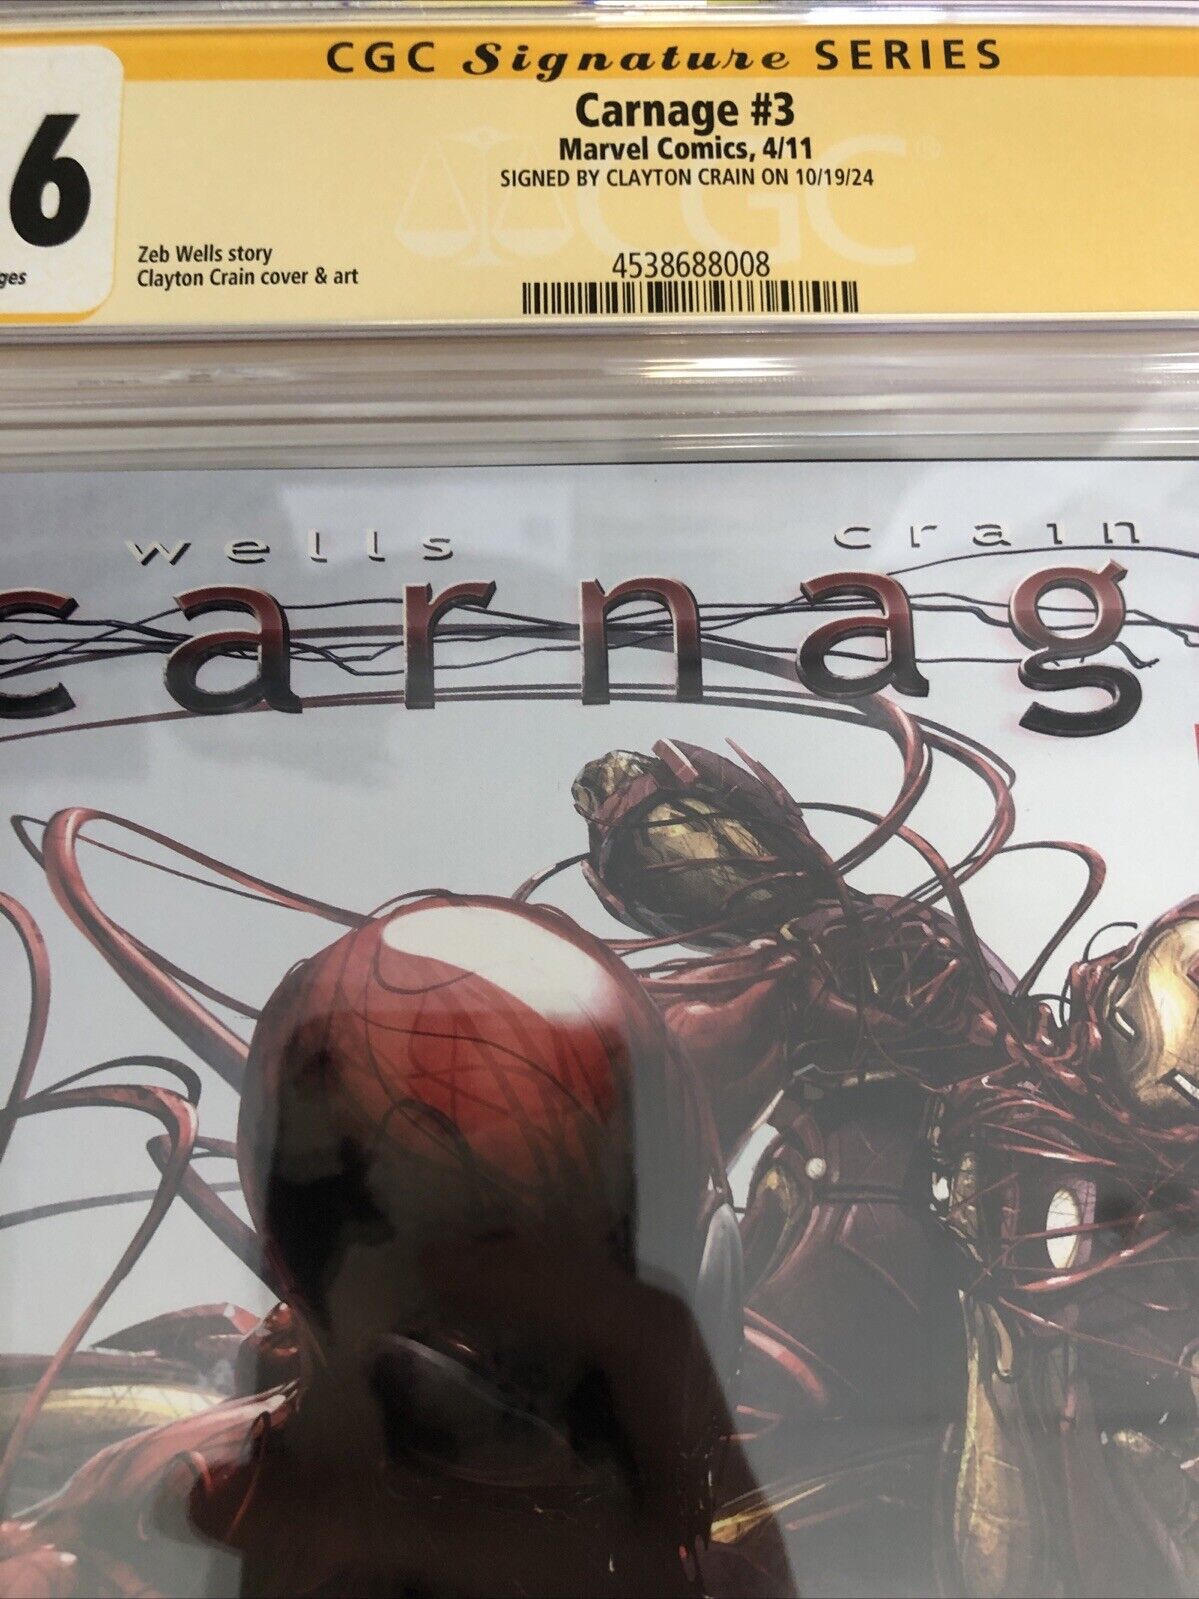 CGC Signature SERIES
Carnage #3
Marvel Comics, 4/11
SIGNED BY CLAYTON CRAIN ON 10/19/24
6
ges
Zeb Wells story
Clayton Crain cover & art
CGC
4538688008
wells crain
carnag